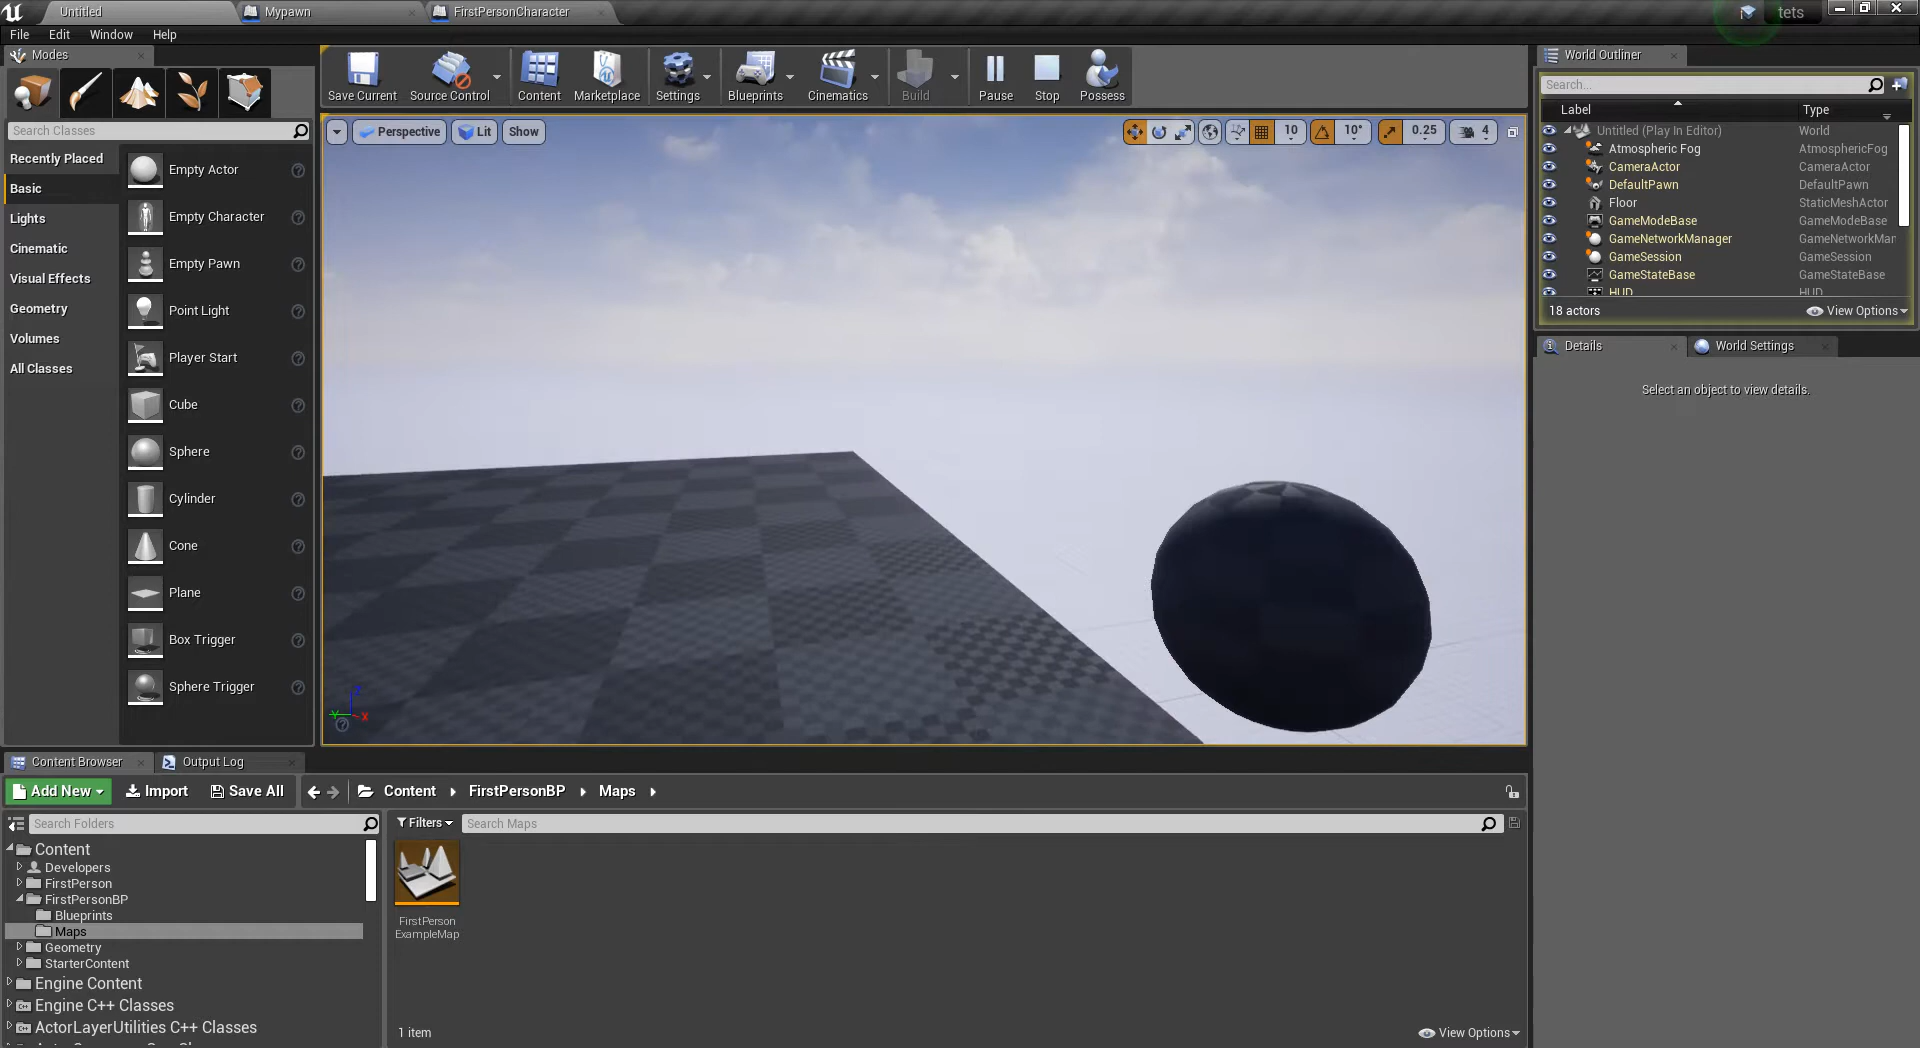 Untitled
Mypawn
FirstPersonCharacter
tets
File Edit Window Help
Modes
Search Classes
Recently Placed
Basic
Lights
Cinematic
Visual Effects
Geometry
Volumes
All Classes
Empty Actor
Empty Character
Empty Pawn
Point Light
Player Start
Cube
Sphere
Cylinder
Cone
Plane
Box Trigger
Sphere Trigger
Save Current
Source Control
Content
Marketplace
Settings
Blueprints
Cinematics
Build
Pause
Stop
Possess
Perspective
Lit
Show
10
10°
0.25
4
Z
Y
X
World Outliner
Search...
Label Type
Untitled (Play In Editor) World
Atmospheric Fog AtmosphericFog
CameraActor CameraActor
DefaultPawn DefaultPawn
Floor StaticMeshActor
GameModeBase GameModeBase
GameNetworkManager GameNetworkMar
GameSession GameSession
GameStateBase GameStateBase
HUD HUD
18 actors
View Options
Details
World Settings
Select an object to view details.
Content Browser
Output Log
Add New
Import
Save All
Content
FirstPersonBP
Maps
Search Folders
Content
Developers
FirstPerson
FirstPersonBP
Blueprints
Maps
Geometry
StarterContent
Engine Content
Engine C++ Classes
ActorLayerUtilities C++ Classes
Filters
Search Maps
FirstPerson
ExampleMap
1 item
View Options